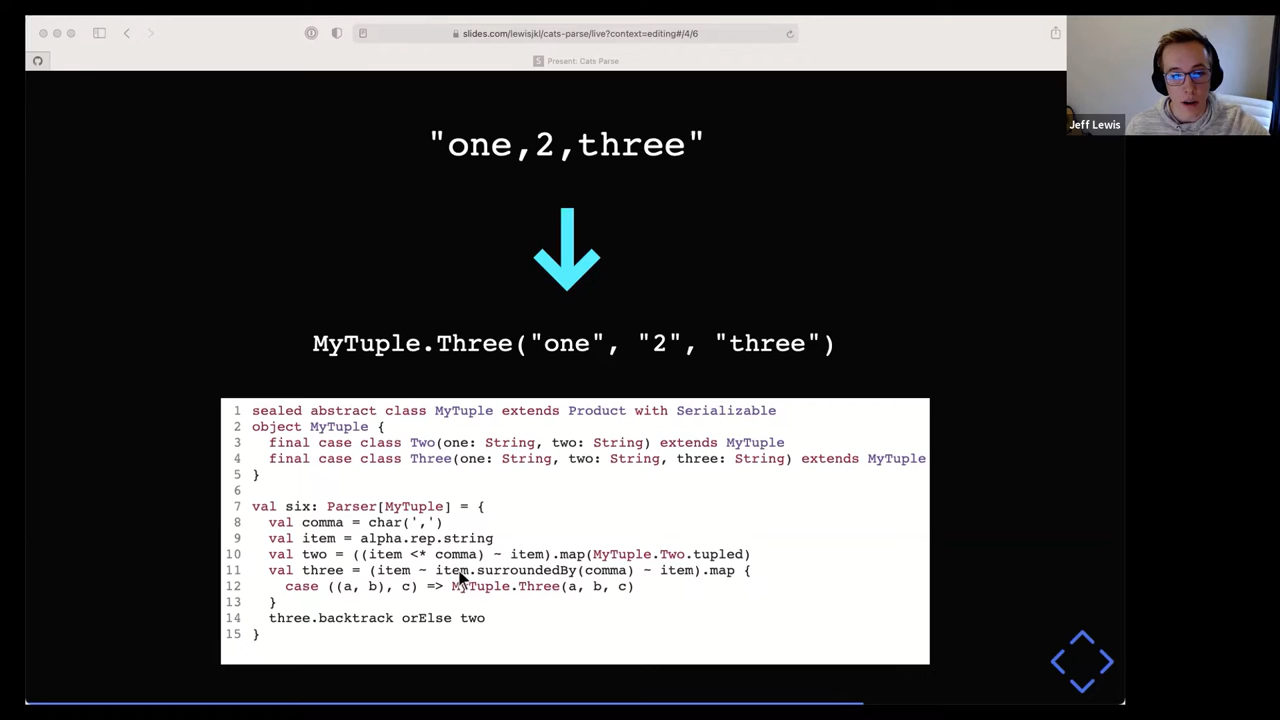 slides.com/lewisjkl/cats-parse/live?context=editing#/4/6
S Present: Cats Parse
Jeff Lewis
"one,2,three"
MyTuple.Three("one", "2", "three")
1 sealed abstract class MyTuple extends Product with Serializable
2 object MyTuple {
3 final case class Two(one: String, two: String) extends MyTuple
4 final case class Three(one: String, two: String, three: String) extends MyTuple
5 }
6
7 val six: Parser[MyTuple] = {
8 val comma = char(',')
9 val item = alpha.rep.string
10 val two = ((item <* comma) ~ item).map(MyTuple.Two.tupled)
11 val three = (item ~ item.surroundedBy(comma) ~ item).map {
12 case ((a, b), c) => MyTuple.Three(a, b, c)
13 }
14 three.backtrack orElse two
15 }